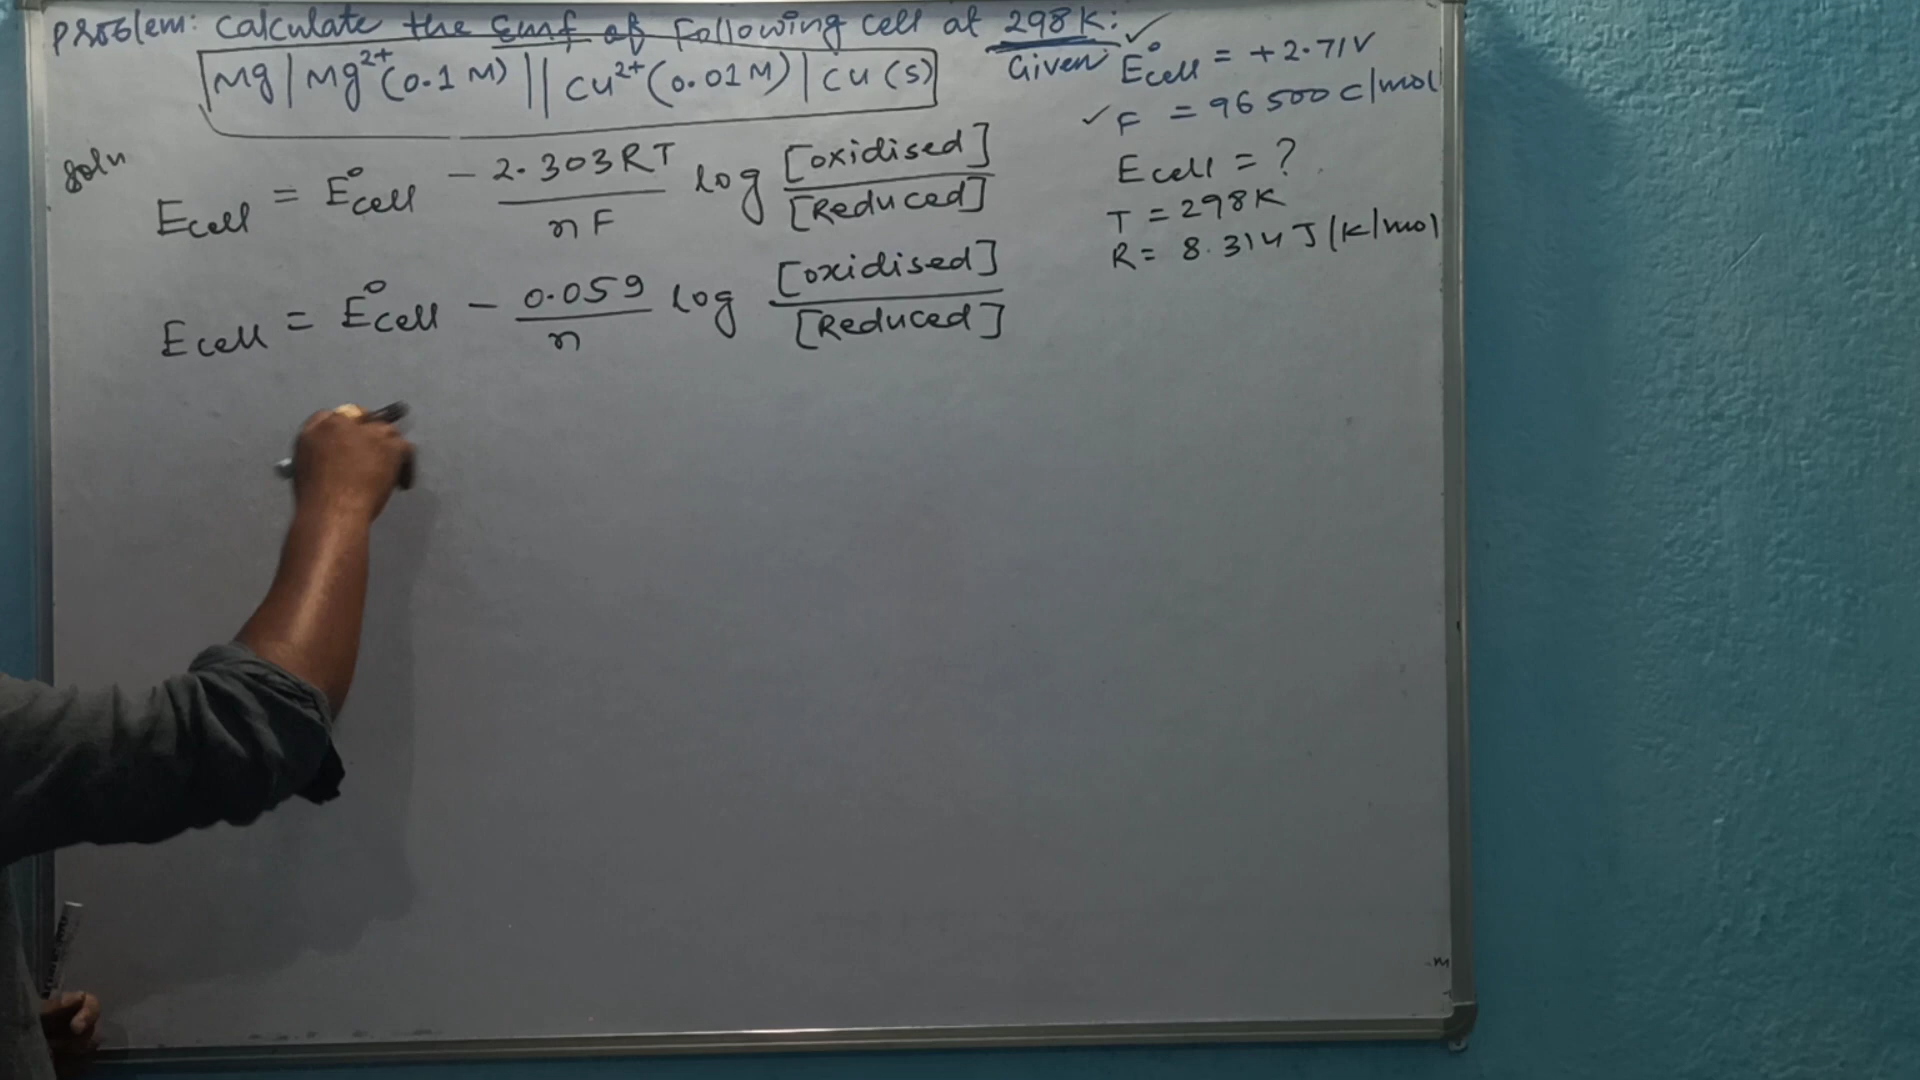 Problem: Calculate the Emf of Following cell at 298K:
Mg | Mg²⁺(0.1 M) || Cu²⁺(0.01M) | Cu (s)
Given E°cell = +2.71V
F = 96500 C/mol
Ecell = ?
T = 298K
R = 8.314 J/K/mol
Soln
Ecell = E°cell - 2.303RT/nF log [oxidised]/[Reduced]
Ecell = E°cell - 0.059/n log [oxidised]/[Reduced]